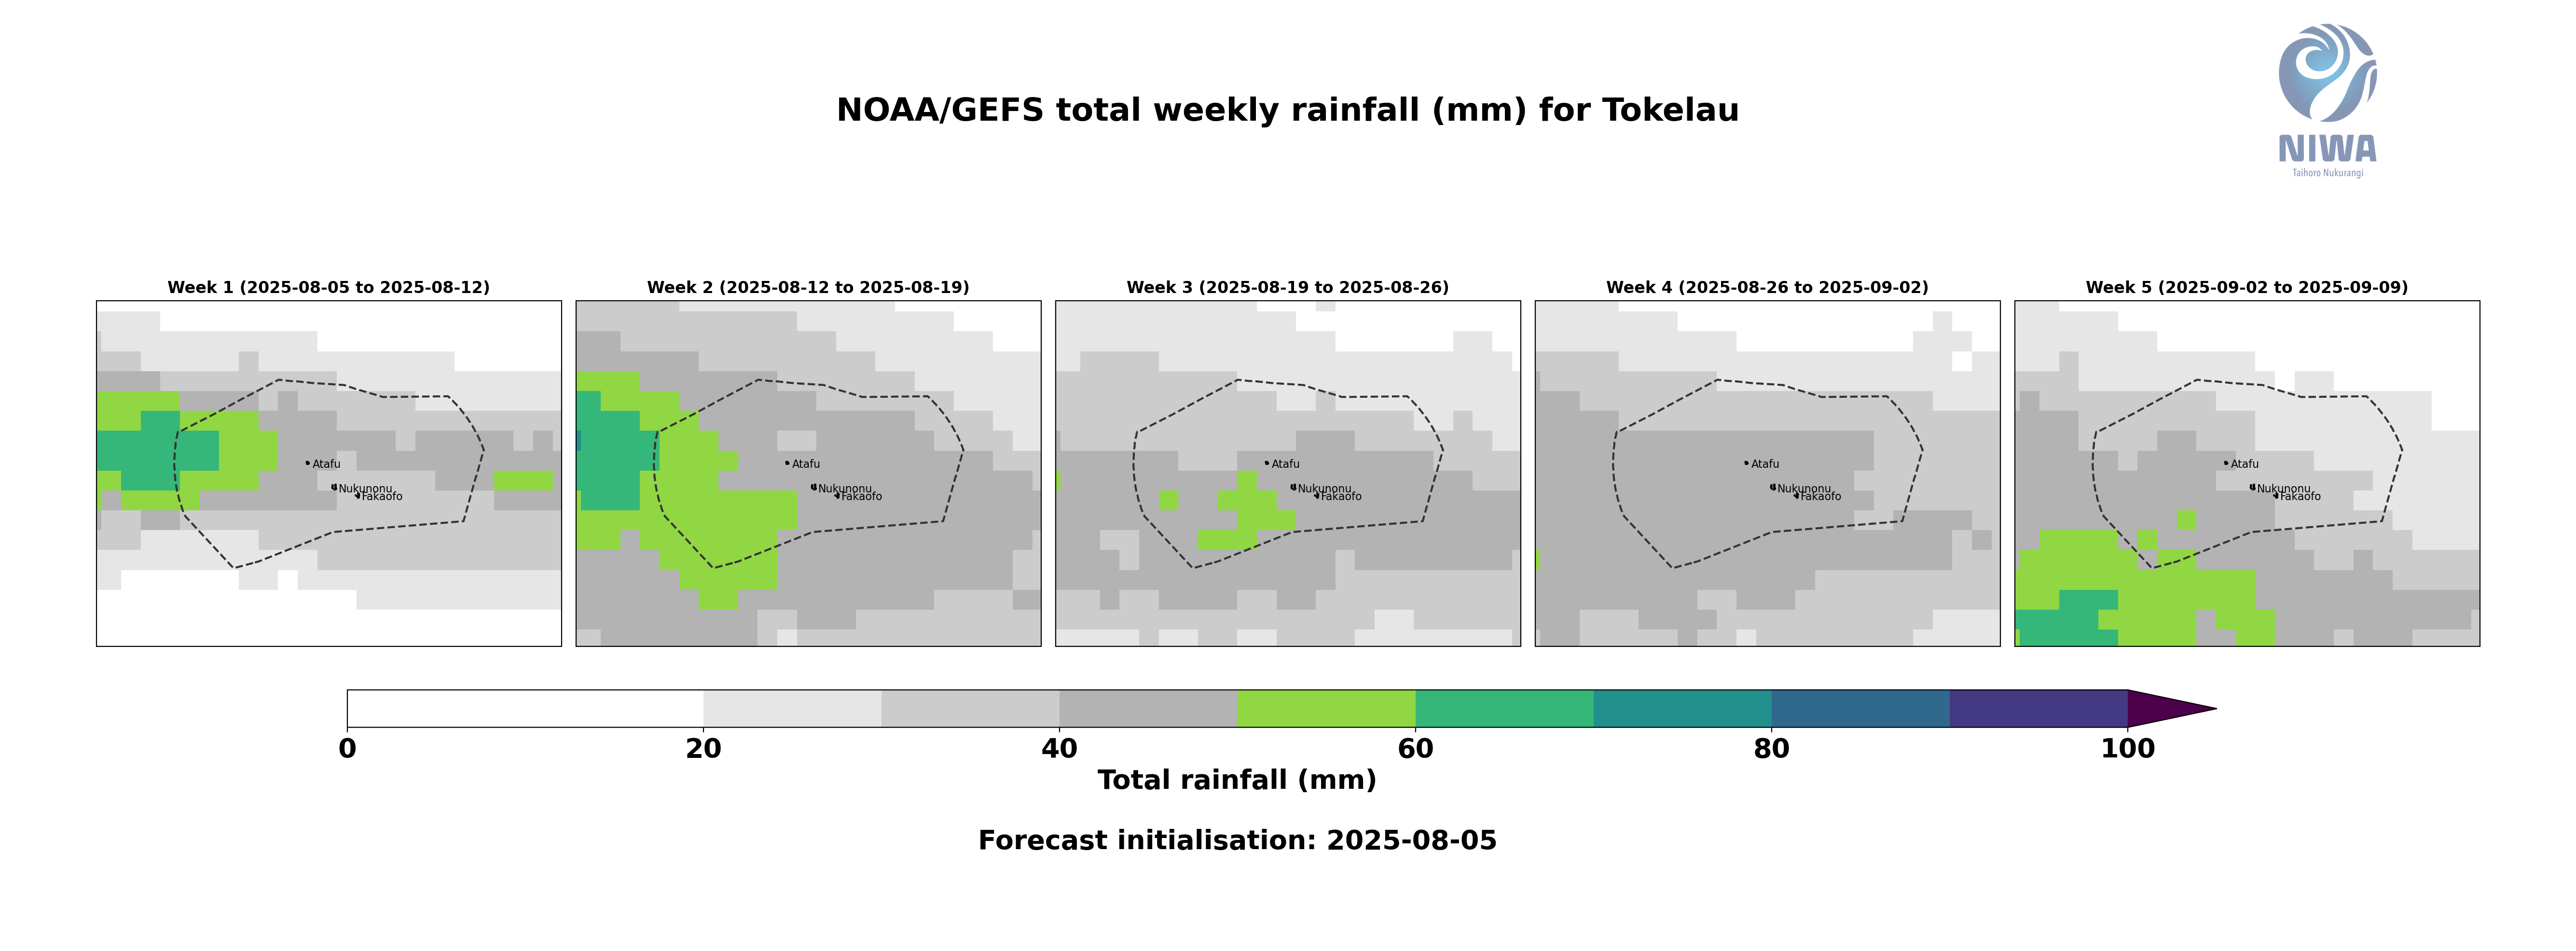 NOAA/GEFS total weekly rainfall (mm) for Tokelau
NIWA
Taihoro Nukurangi
Week 1 (2025-08-05 to 2025-08-12)
Week 2 (2025-08-12 to 2025-08-19)
Week 3 (2025-08-19 to 2025-08-26)
Week 4 (2025-08-26 to 2025-09-02)
Week 5 (2025-09-02 to 2025-09-09)
Atafu
Nukunonu
Fakaofo
Atafu
Nukunonu
Fakaofo
Atafu
Nukunonu
Fakaofo
Atafu
Nukunonu
Fakaofo
Atafu
Nukunonu
Fakaofo
0 20 40 60 80 100
Total rainfall (mm)
Forecast initialisation: 2025-08-05